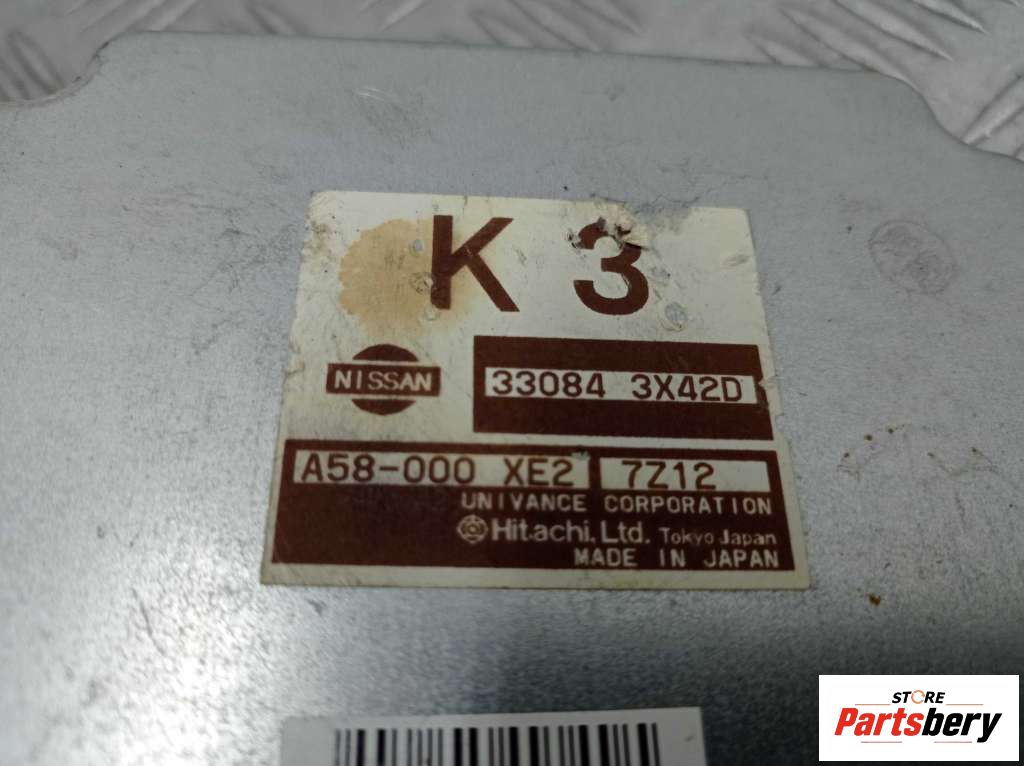 K 3
NISSAN
33084 3X42D
A58-000 XE2 7Z12
UNIVANCE CORPORATION
Hitachi, Ltd. Tokyo Japan
MADE IN JAPAN
STORE
Partsbery